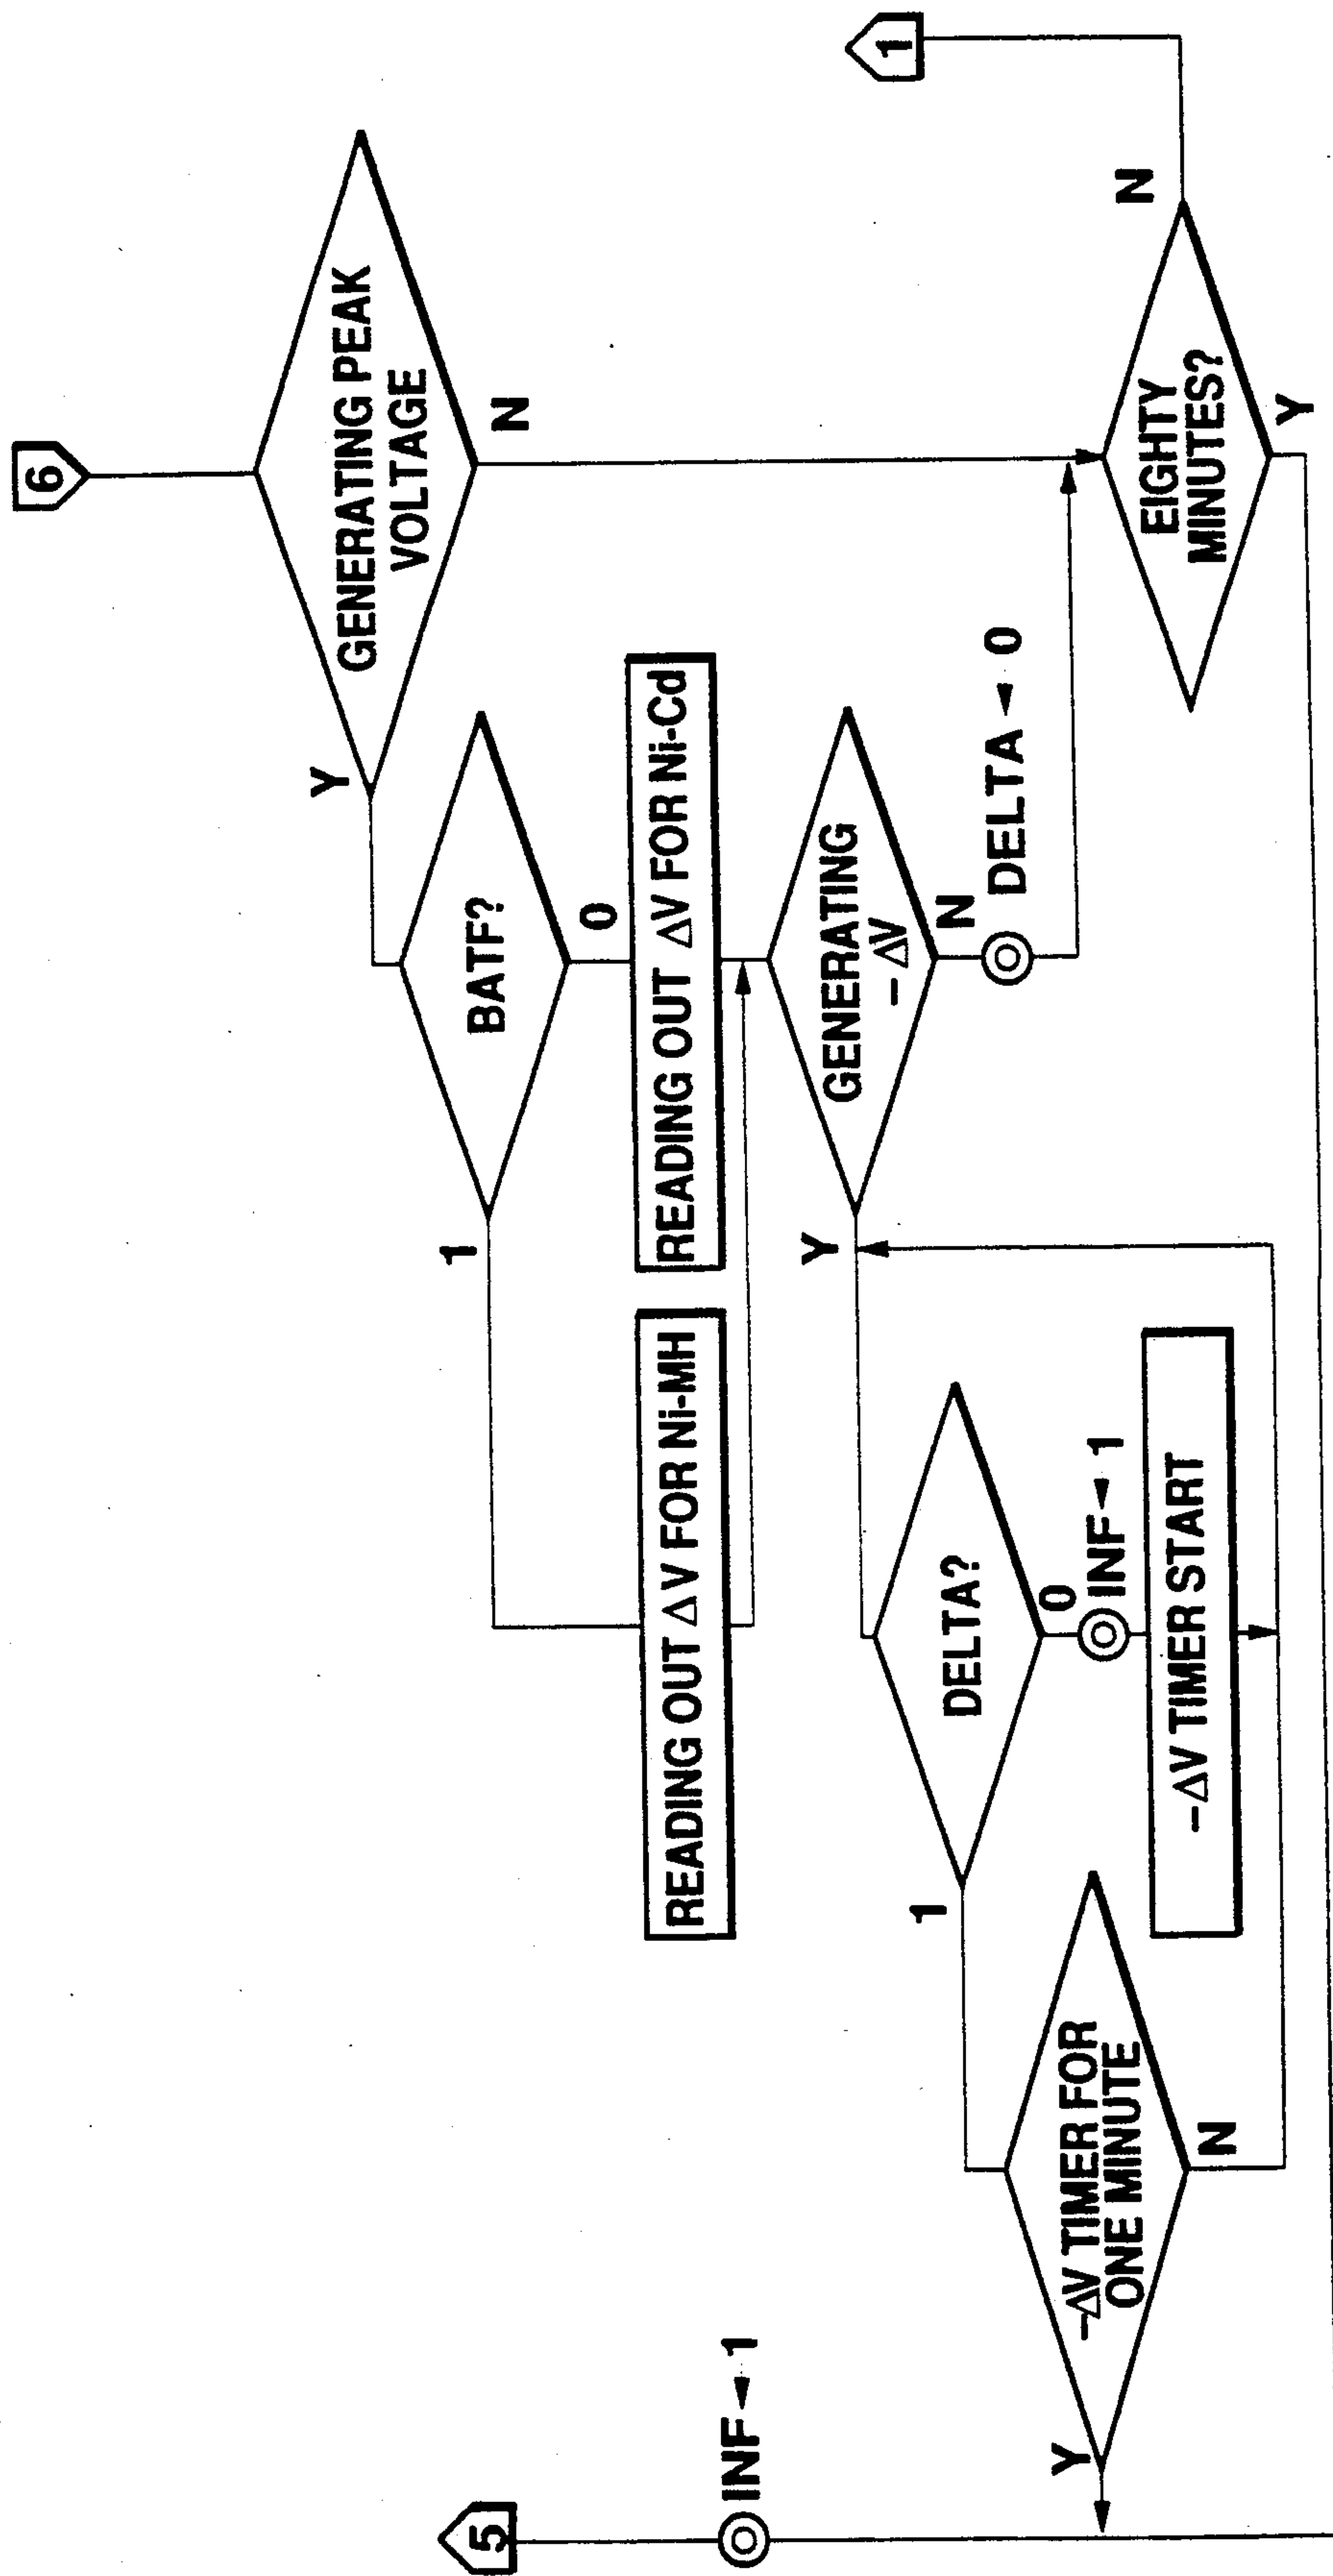 6
GENERATING PEAK
VOLTAGE
Y
N
BATF?
1
0
READING OUT ΔV FOR Ni-MH
READING OUT ΔV FOR Ni-Cd
GENERATING
-ΔV
Y
N
DELTA ◄ 0
DELTA?
1
0
INF ◄ 1
-ΔV TIMER START
-ΔV TIMER FOR
ONE MINUTE
Y
N
EIGHTY
MINUTES?
N
Y
1
INF ◄ 1
5